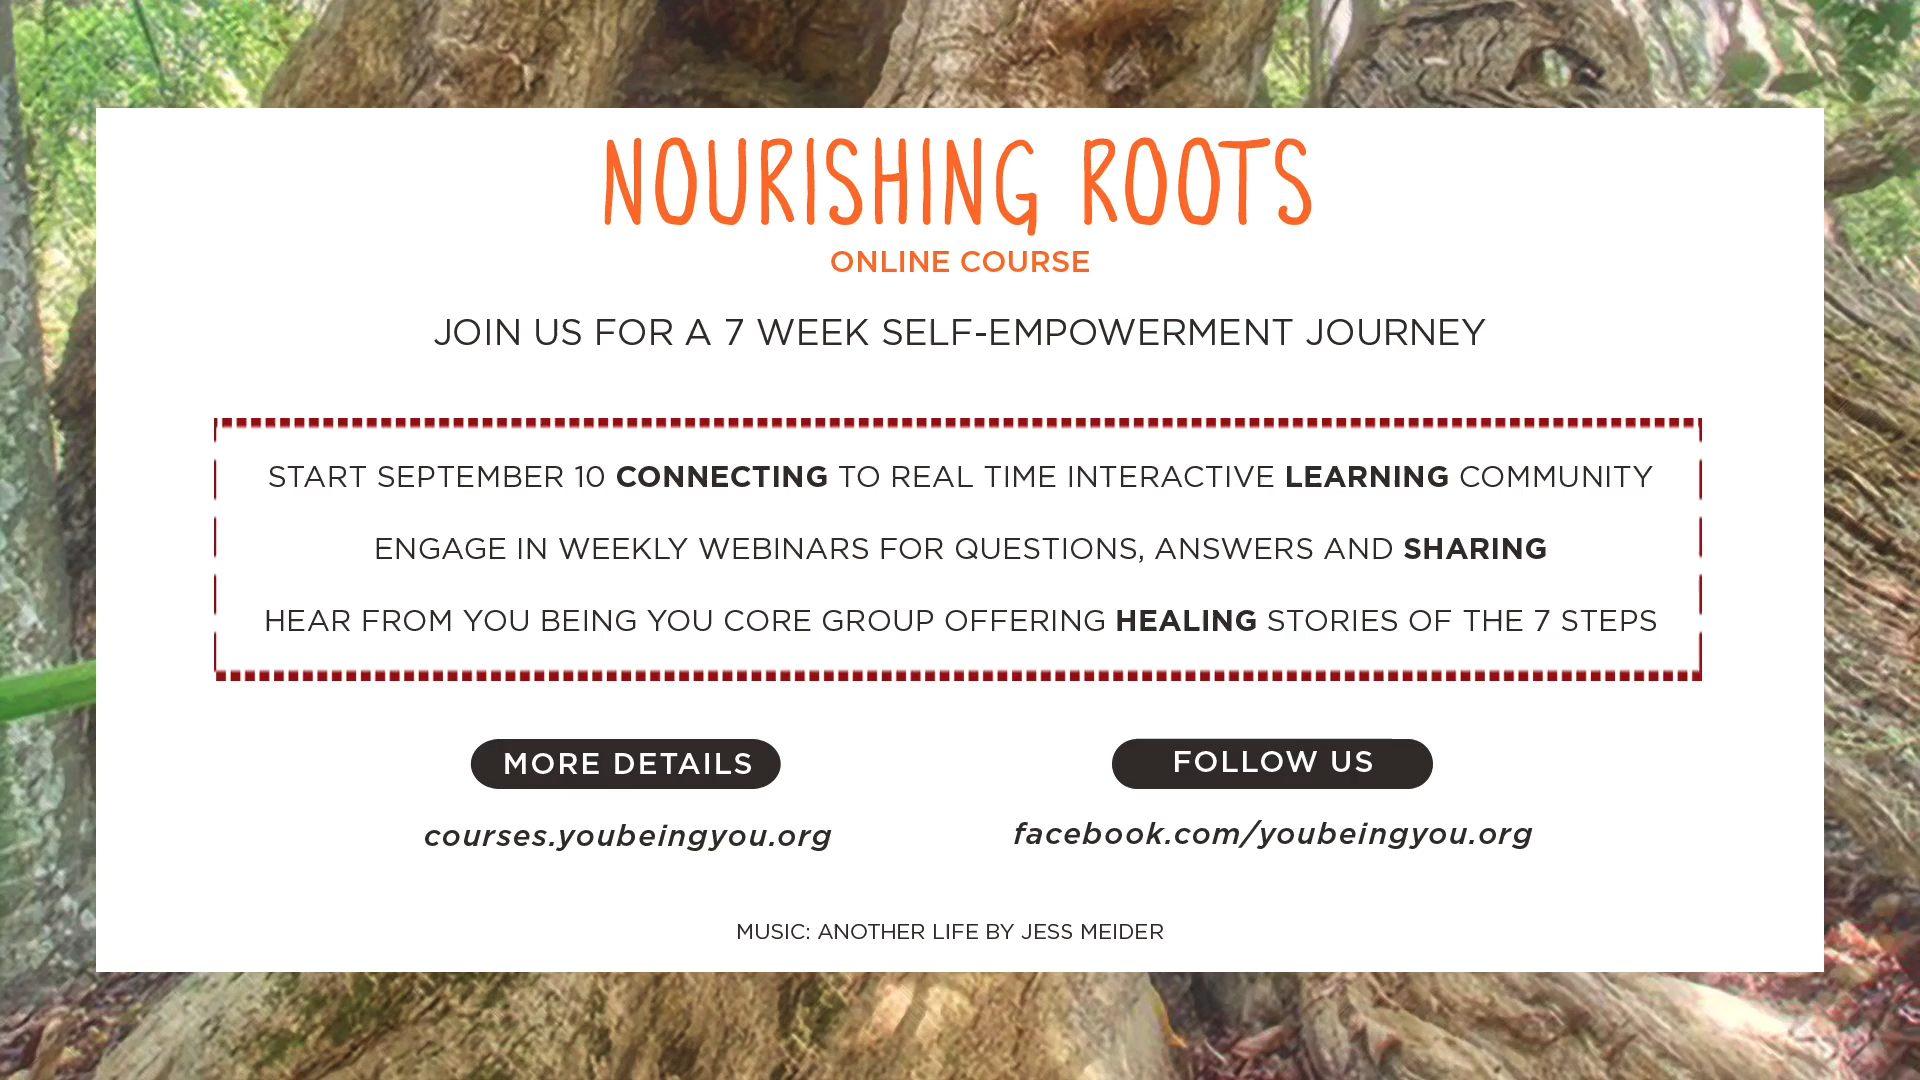 NOURISHING ROOTS
ONLINE COURSE
JOIN US FOR A 7 WEEK SELF-EMPOWERMENT JOURNEY
START SEPTEMBER 10 CONNECTING TO REAL TIME INTERACTIVE LEARNING COMMUNITY
ENGAGE IN WEEKLY WEBINARS FOR QUESTIONS, ANSWERS AND SHARING
HEAR FROM YOU BEING YOU CORE GROUP OFFERING HEALING STORIES OF THE 7 STEPS
MORE DETAILS
courses.youbeingyou.org
FOLLOW US
facebook.com/youbeingyou.org
MUSIC: ANOTHER LIFE BY JESS MEIDER